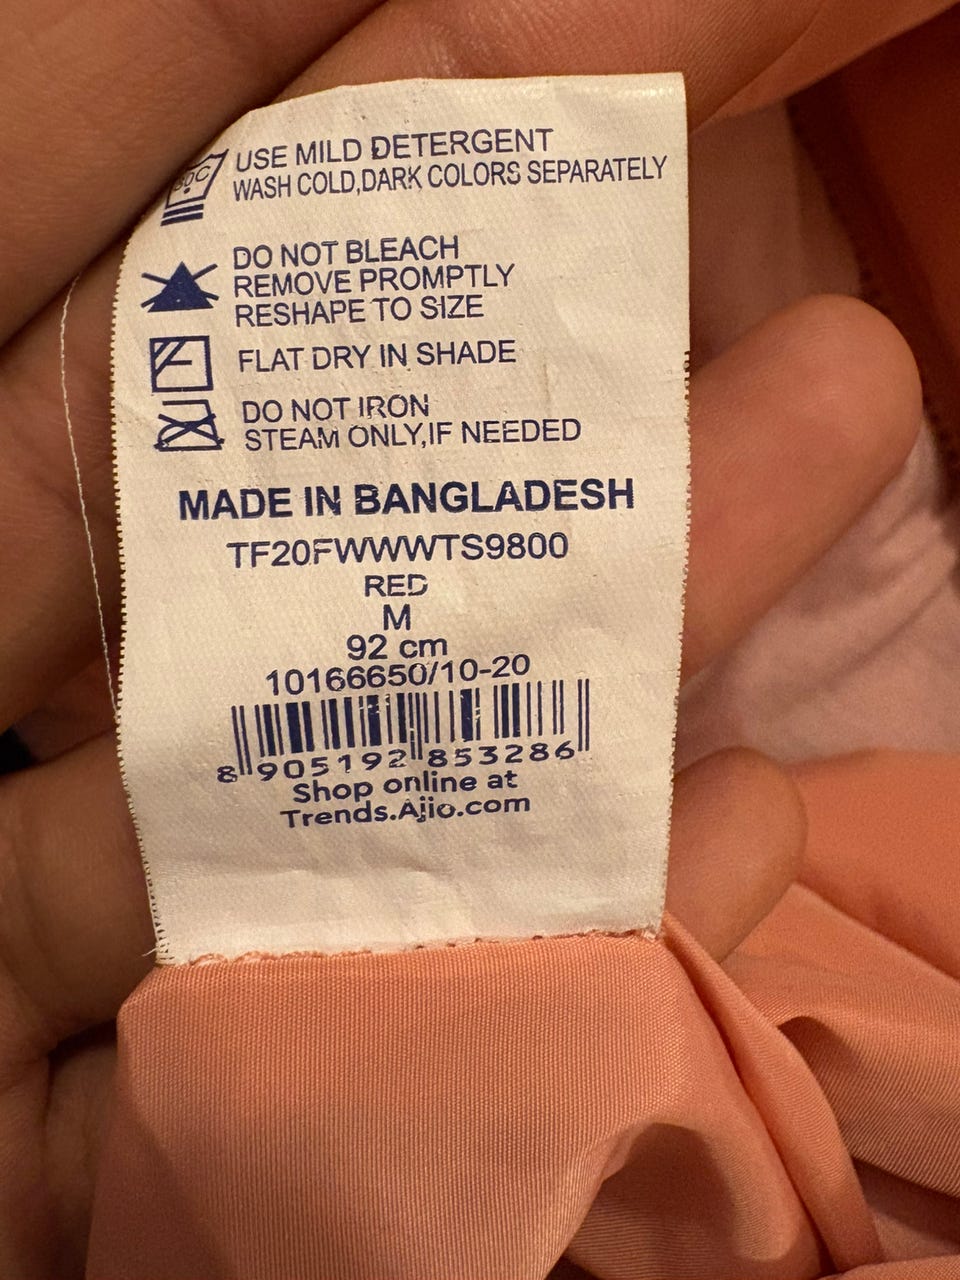 30C
USE MILD DETERGENT
WASH COLD,DARK COLORS SEPARATELY
DO NOT BLEACH
REMOVE PROMPTLY
RESHAPE TO SIZE
FLAT DRY IN SHADE
DO NOT IRON
STEAM ONLY,IF NEEDED
MADE IN BANGLADESH
TF20FWWWTS9800
RED
M
92 cm
10166650/10-20
8 905192 853286
Shop online at
Trends.Ajio.com